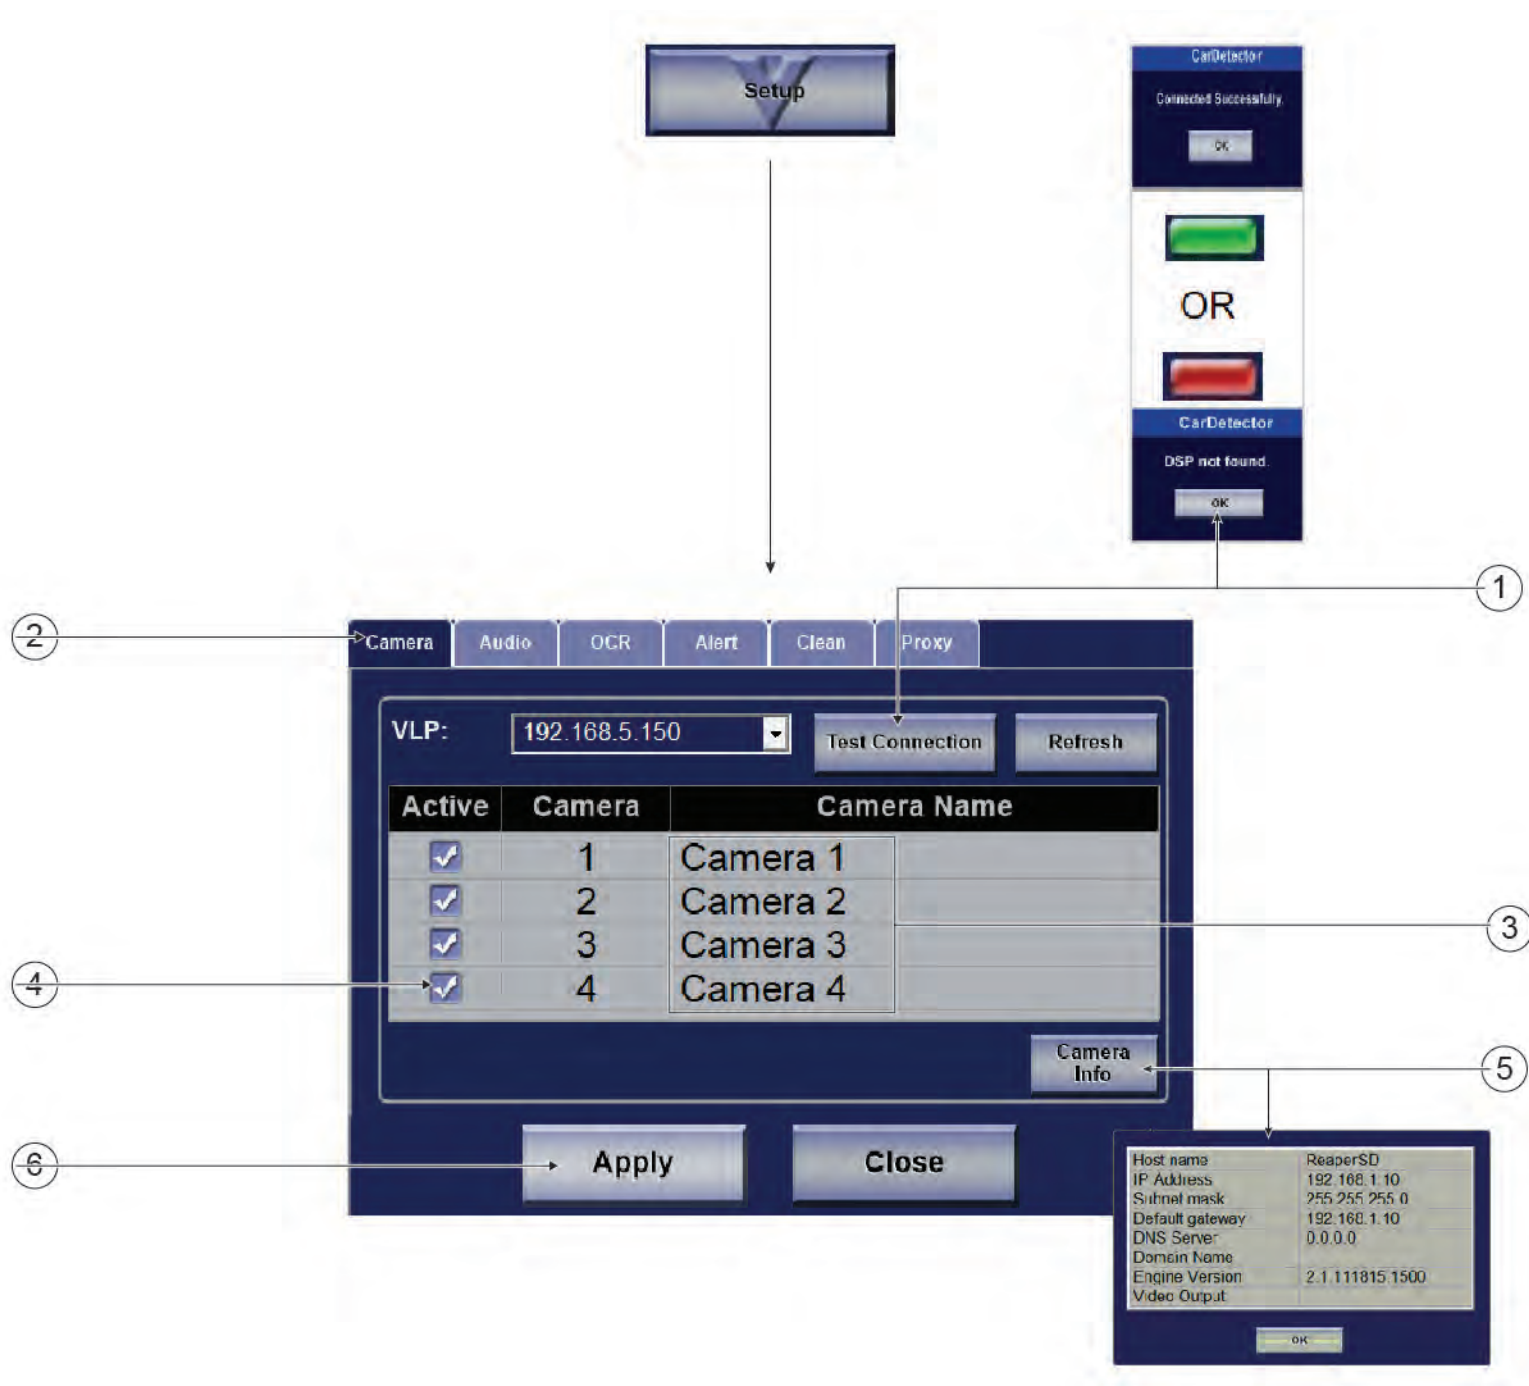 Setup
CarDetector
Connected Successfully.
OK
OR
CarDetector
DSP not found.
OK
1
2
Camera Audio OCR Alert Clean Proxy
VLP: 192.168.5.150 Test Connection Refresh
Active Camera Camera Name
1 Camera 1
2 Camera 2
3 Camera 3
3
4 Camera 4
4
Camera
Info
5
6
Apply Close
Host name ReaperSD
IP Address 192.168.1.10
Subnet mask 255.255.255.0
Default gateway 192.168.1.10
DNS Server 0.0.0.0
Domain Name
Engine Version 2.1.111815.1500
Video Output
OK